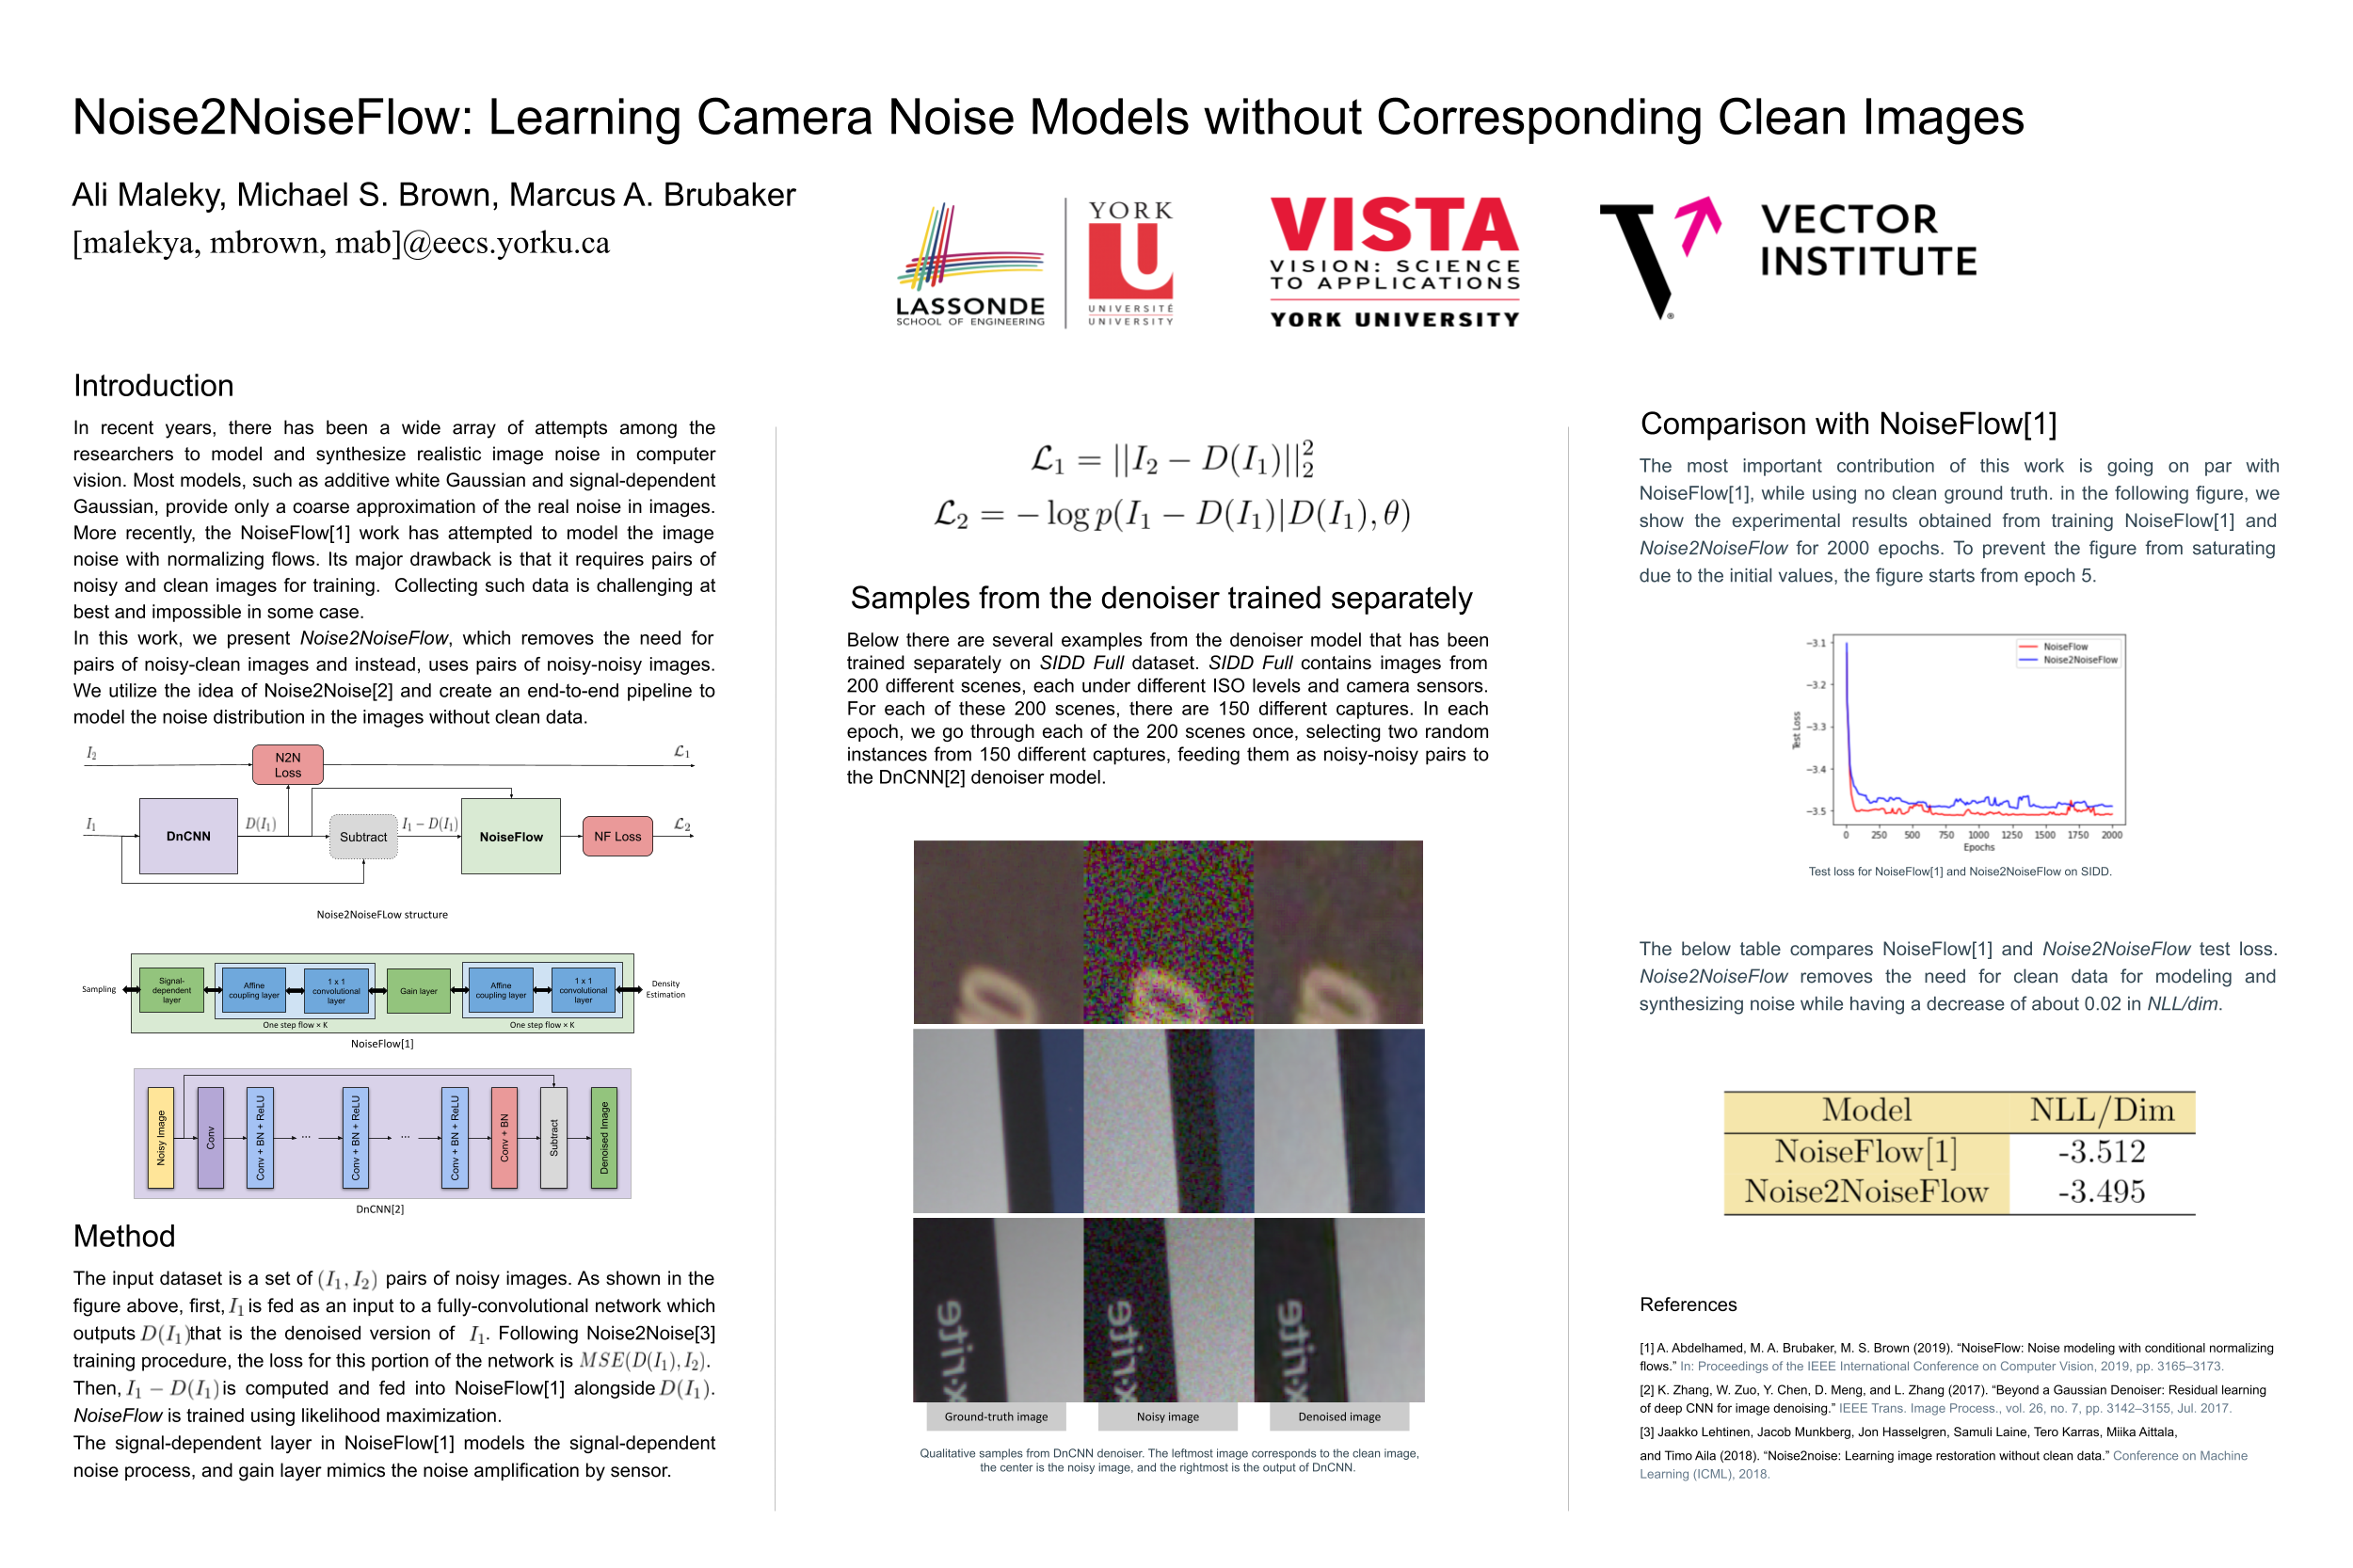 Noise2NoiseFlow: Learning Camera Noise Models without Corresponding Clean Images
Ali Maleky, Michael S. Brown, Marcus A. Brubaker
[malekya, mbrown, mab]@eecs.yorku.ca
LASSONDE
SCHOOL OF ENGINEERING
YORK
U
UNIVERSITÉ
UNIVERSITY
VISTA
VISION: SCIENCE
TO APPLICATIONS
YORK UNIVERSITY
VECTOR
INSTITUTE
Introduction
In recent years, there has been a wide array of attempts among the
researchers to model and synthesize realistic image noise in computer
vision. Most models, such as additive white Gaussian and signal-dependent
Gaussian, provide only a coarse approximation of the real noise in images.
More recently, the NoiseFlow[1] work has attempted to model the image
noise with normalizing flows. Its major drawback is that it requires pairs of
noisy and clean images for training. Collecting such data is challenging at
best and impossible in some case.
In this work, we present Noise2NoiseFlow, which removes the need for
pairs of noisy-clean images and instead, uses pairs of noisy-noisy images.
We utilize the idea of Noise2Noise[2] and create an end-to-end pipeline to
model the noise distribution in the images without clean data.
I₂
N2N
Loss
ℒ₁
I₁
DnCNN
D(I₁)
Subtract
I₁ − D(I₁)
NoiseFlow
NF Loss
ℒ₂
Noise2NoiseFLow structure
Sampling
Signal-
dependent
layer
Affine
coupling layer
1 x 1
convolutional
layer
Gain layer
Affine
coupling layer
1 x 1
convolutional
layer
Density
Estimation
One step flow × K
One step flow × K
NoiseFlow[1]
Noisy Image
Conv
Conv + BN + ReLU
...
Conv + BN + ReLU
...
Conv + BN + ReLU
Conv + BN
Subtract
Denoised Image
DnCNN[2]
Method
The input dataset is a set of (I₁, I₂) pairs of noisy images. As shown in the
figure above, first, I₁ is fed as an input to a fully-convolutional network which
outputs D(I₁) that is the denoised version of I₁. Following Noise2Noise[3]
training procedure, the loss for this portion of the network is MSE(D(I₁), I₂).
Then, I₁ − D(I₁) is computed and fed into NoiseFlow[1] alongside D(I₁).
NoiseFlow is trained using likelihood maximization.
The signal-dependent layer in NoiseFlow[1] models the signal-dependent
noise process, and gain layer mimics the noise amplification by sensor.
ℒ₁ = ||I₂ − D(I₁)||₂²
ℒ₂ = − log p(I₁ − D(I₁)|D(I₁), θ)
Samples from the denoiser trained separately
Below there are several examples from the denoiser model that has been
trained separately on SIDD Full dataset. SIDD Full contains images from
200 different scenes, each under different ISO levels and camera sensors.
For each of these 200 scenes, there are 150 different captures. In each
epoch, we go through each of the 200 scenes once, selecting two random
instances from 150 different captures, feeding them as noisy-noisy pairs to
the DnCNN[2] denoiser model.
Ground-truth image
Noisy image
Denoised image
Qualitative samples from DnCNN denoiser. The leftmost image corresponds to the clean image,
the center is the noisy image, and the rightmost is the output of DnCNN.
Comparison with NoiseFlow[1]
The most important contribution of this work is going on par with
NoiseFlow[1], while using no clean ground truth. in the following figure, we
show the experimental results obtained from training NoiseFlow[1] and
Noise2NoiseFlow for 2000 epochs. To prevent the figure from saturating
due to the initial values, the figure starts from epoch 5.
NoiseFlow
Noise2NoiseFlow
Test Loss
−3.1
−3.2
−3.3
−3.4
−3.5
0 250 500 750 1000 1250 1500 1750 2000
Epochs
Test loss for NoiseFlow[1] and Noise2NoiseFlow on SIDD.
The below table compares NoiseFlow[1] and Noise2NoiseFlow test loss.
Noise2NoiseFlow removes the need for clean data for modeling and
synthesizing noise while having a decrease of about 0.02 in NLL/dim.
Model NLL/Dim
NoiseFlow[1] -3.512
Noise2NoiseFlow -3.495
References
[1] A. Abdelhamed, M. A. Brubaker, M. S. Brown (2019). “NoiseFlow: Noise modeling with conditional normalizing
flows.” In: Proceedings of the IEEE International Conference on Computer Vision, 2019, pp. 3165–3173.
[2] K. Zhang, W. Zuo, Y. Chen, D. Meng, and L. Zhang (2017). “Beyond a Gaussian Denoiser: Residual learning
of deep CNN for image denoising.” IEEE Trans. Image Process., vol. 26, no. 7, pp. 3142–3155, Jul. 2017.
[3] Jaakko Lehtinen, Jacob Munkberg, Jon Hasselgren, Samuli Laine, Tero Karras, Miika Aittala,
and Timo Aila (2018). “Noise2noise: Learning image restoration without clean data.” Conference on Machine
Learning (ICML), 2018.